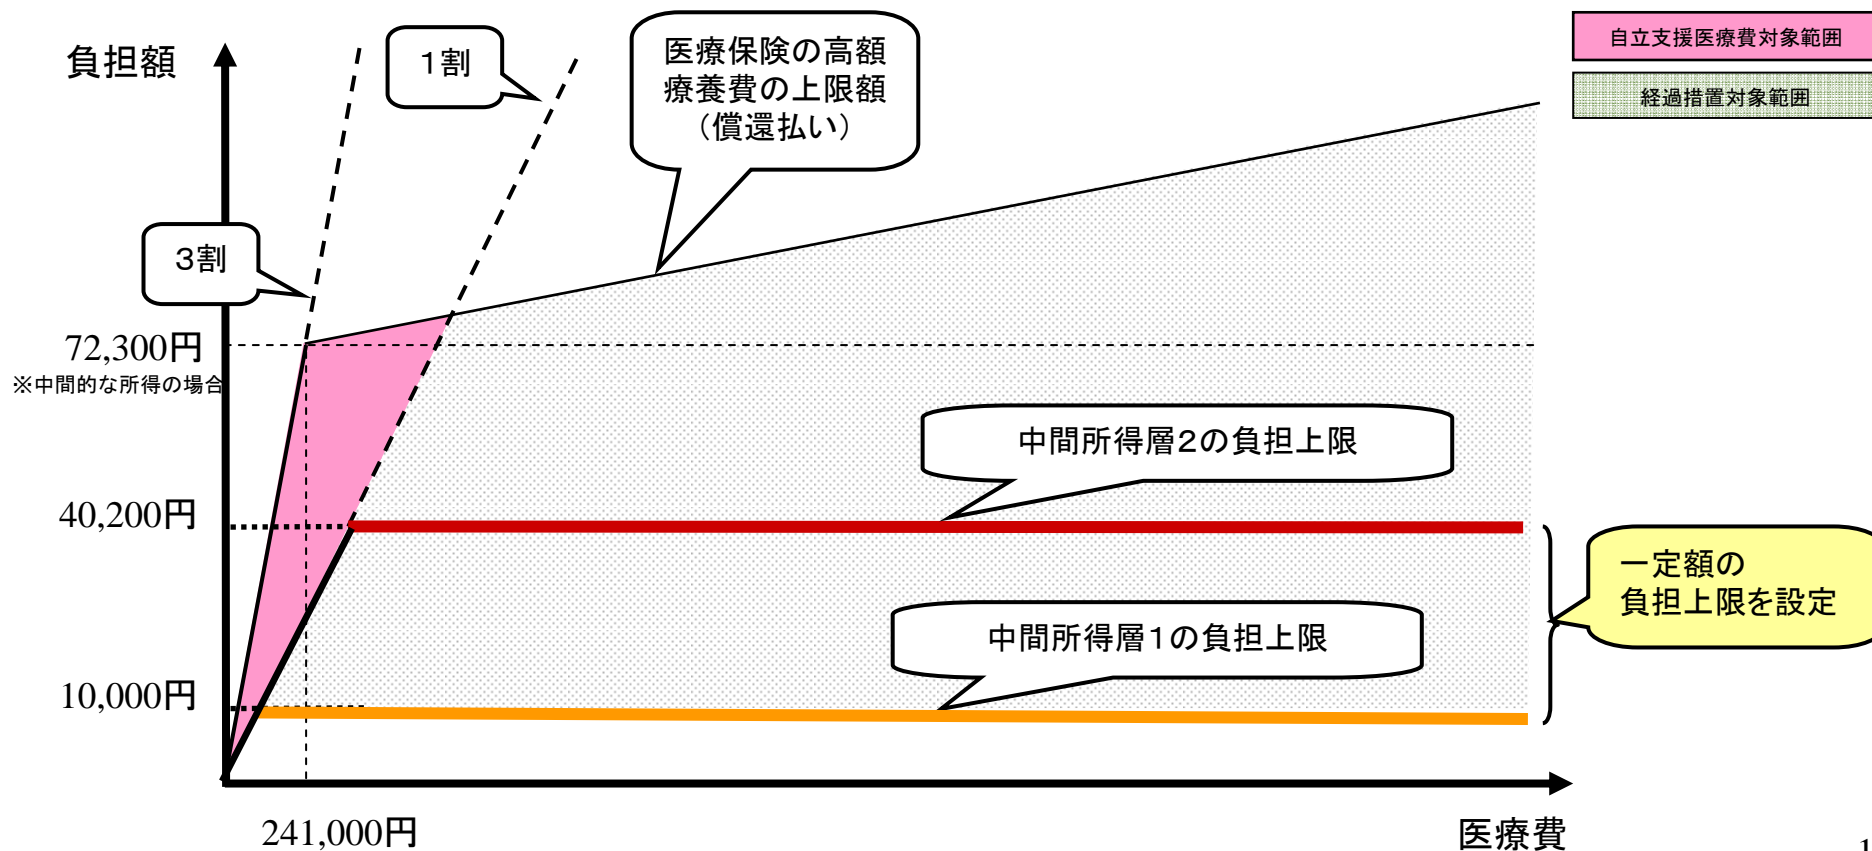 負担額
1割
医療保険の高額
療養費の上限額
（償還払い）
自立支援医療費対象範囲
経過措置対象範囲
3割
72,300円
※中間的な所得の場合
中間所得層2の負担上限
40,200円
一定額の
負担上限を設定
中間所得層1の負担上限
10,000円
241,000円
医療費
1